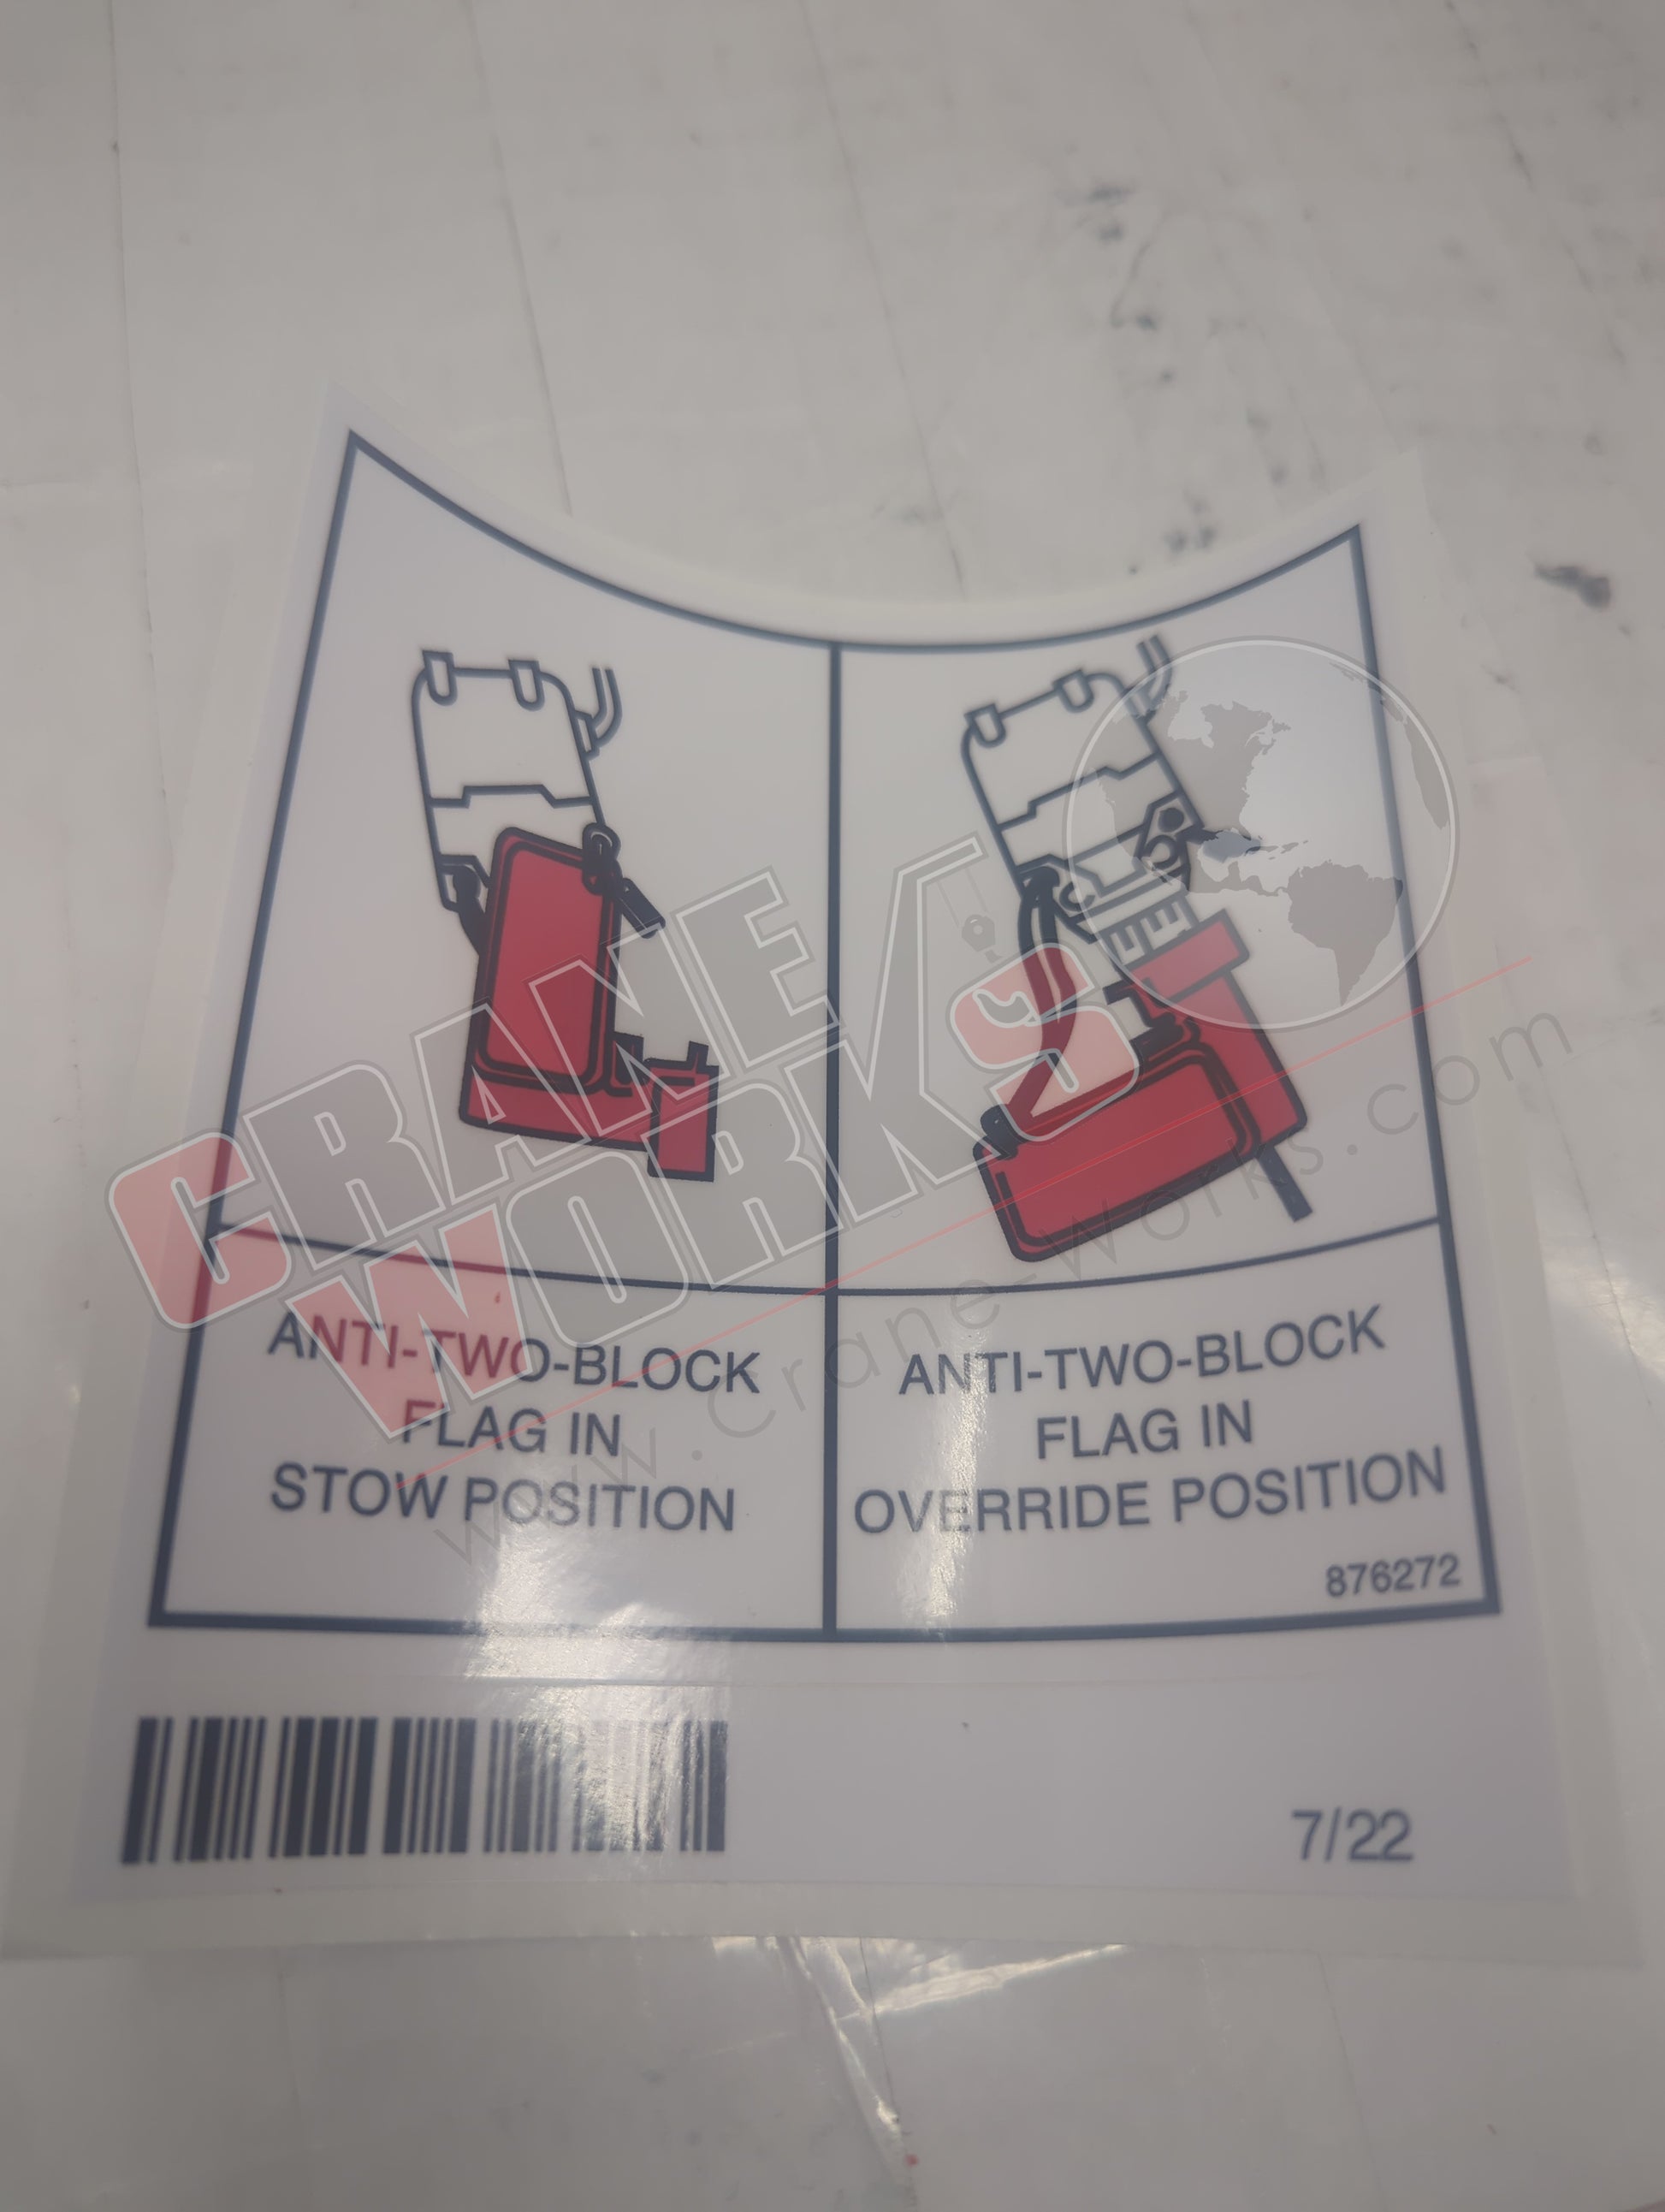 ANTI-TWO-BLOCK
FLAG IN
STOW POSITION
ANTI-TWO-BLOCK
FLAG IN
OVERRIDE POSITION
876272
7/22
CRANE
WORKS
www.Crane-Works.com